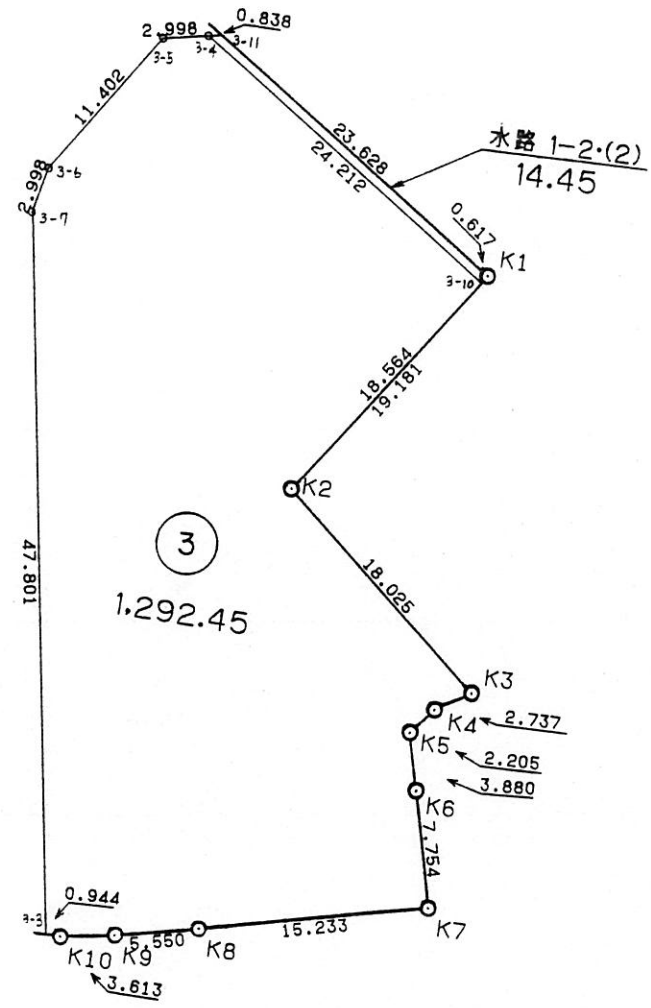 0.838
2.998
3-5
3-4
3-11
11.402
23.628
24.212
水路 1-2·(2)
14.45
2.998
3-6
3-7
0.617
K1
3-10
18.564
19.181
K2
3
1,292.45
47.801
18.025
K3
K4
2.737
K5
2.205
3.880
K6
7.754
0.944
3-3
K7
15.233
K8
5.550
K9
K10
3.613